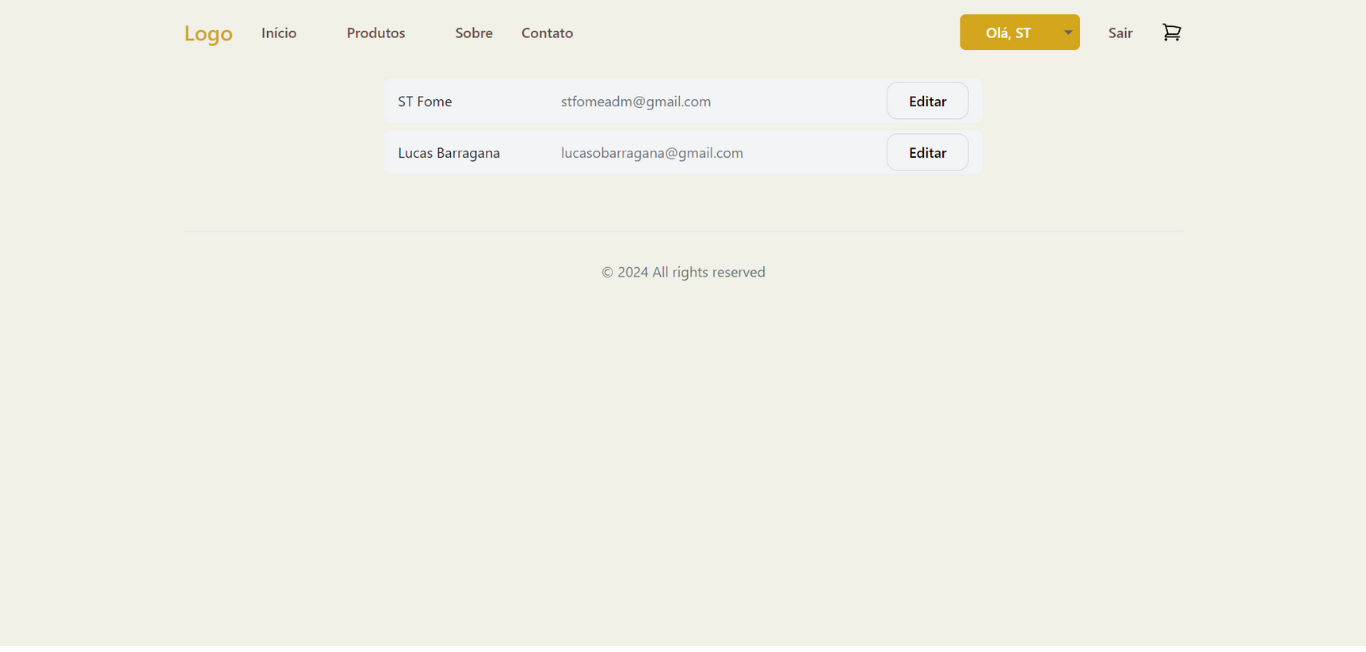 Logo Início Produtos Sobre Contato Olá, ST Sair
ST Fome stfomeadm@gmail.com Editar
Lucas Barragana lucasobarragana@gmail.com Editar
© 2024 All rights reserved